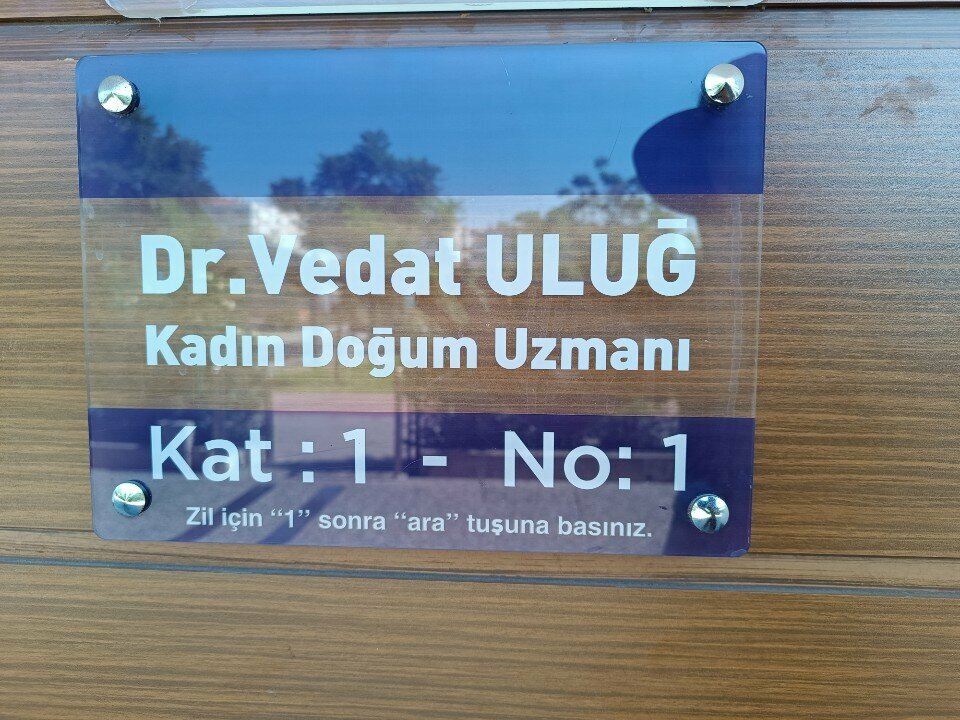 Dr.Vedat ULUĞ
Kadın Doğum Uzmanı
Kat : 1 - No: 1
Zil için “1” sonra “ara” tuşuna basınız.